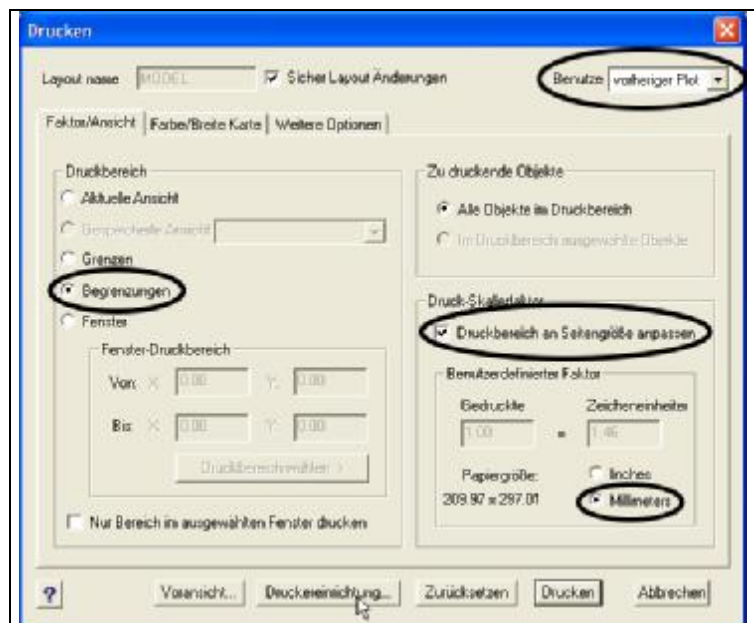 Drucken
Layout name MODEL Sicher Layout Änderungen Benutze vorheriger Plot
Faktor/Ansicht Farbe/Breite Karte Weitere Optionen
Druckbereich
Aktuelle Ansicht
Gespeicherte Ansicht
Grenzen
Begrenzungen
Fenster
Fenster-Druckbereich
Von: X: 0.00 Y: 0.00
Bis: X: 0.00 Y: 0.00
Druckbereich wählen >
Nur Bereich im ausgewählten Fenster drucken
Zu druckende Objekte
Alle Objekte im Druckbereich
Im Druckbereich ausgewählte Objekte
Druck-Skalierfaktor
Druckbereich an Seitengröße anpassen
Benutzerdefinierter Faktor
Gedruckte Zeicheneinheiten
1.00 = 1.46
Papiergröße: Inches
209.97 x 297.01 Millimeters
? Voransicht... Druckereinrichtung... Zurücksetzen Drucken Abbrechen